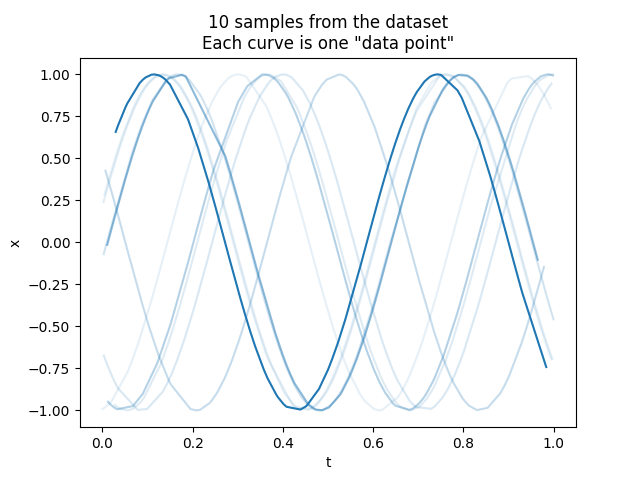 10 samples from the dataset
Each curve is one "data point"
1.00
0.75
0.50
0.25
0.00
−0.25
−0.50
−0.75
−1.00
x
0.0 0.2 0.4 0.6 0.8 1.0
t